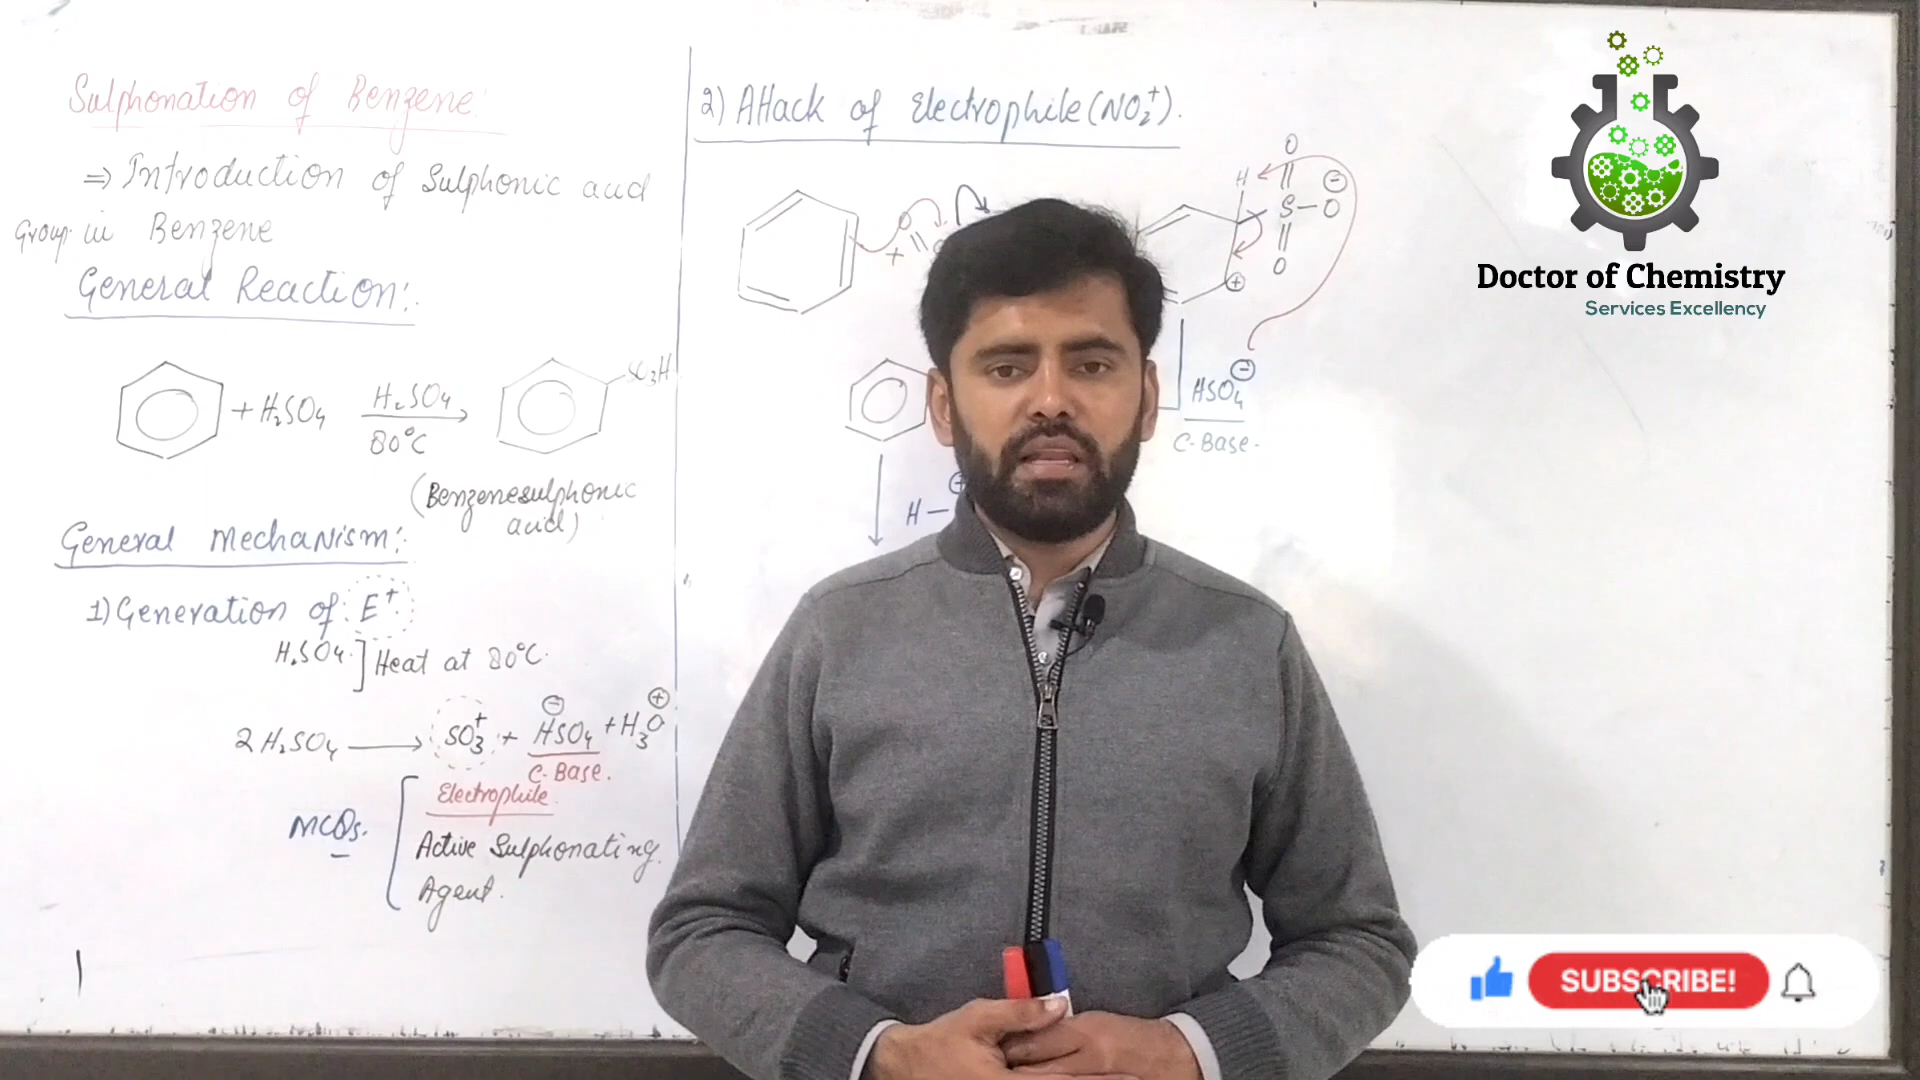 Sulphonation of Benzene:
⇒ Introduction of Sulphonic acid
Group in Benzene
General Reaction:
+ H₂SO₄
H₂SO₄
80°C
SO₃H
(Benzenesulphonic
acid)
General Mechanism:
1) Generation of E⁺
H₂SO₄ ] Heat at 80°C.
2 H₂SO₄ ⟶ SO₃⁺ + HSO₄⊖ + H₃O⊕
C-Base.
Electrophile.
MCQs.
Active Sulphonating
Agent.
2) Attack of Electrophile (NO₂⁺).
+
O
H
O
S—O⊖
O
⊕
HSO₄⊖
C-Base.
H—
⊕
Doctor of Chemistry
Services Excellency
SUBSCRIBE!